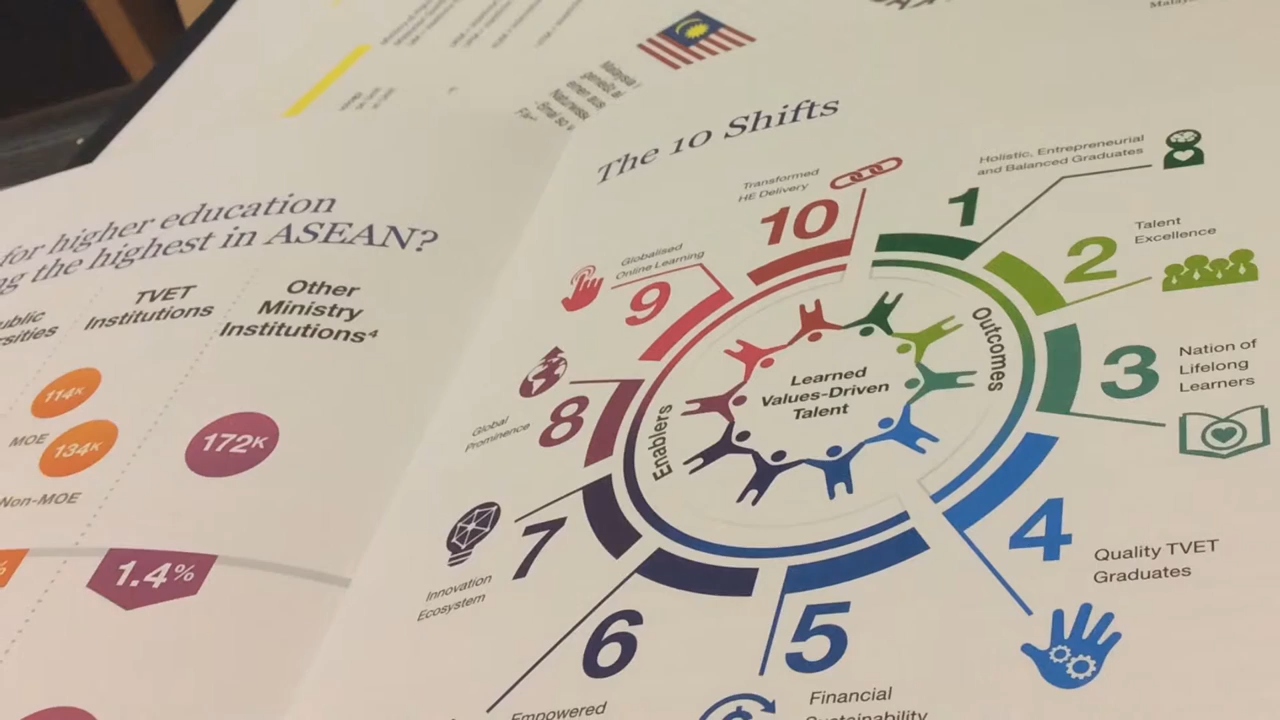 Malay
for higher education
g the highest in ASEAN?
TVET
Institutions
Other
Ministry
Institutions⁴
114K
MOE
134K
Non-MOE
172K
%
1.4%
The 10 Shifts
1
Holistic, Entrepreneurial
and Balanced Graduates
2
Talent
Excellence
3
Nation of
Lifelong
Learners
4
Quality TVET
Graduates
5
Financial
Sustainability
6
Empowered
7
Innovation
Ecosystem
8
Global
Prominence
9
Globalised
Online Learning
10
Transformed
HE Delivery
Outcomes
Enablers
Learned
Values-Driven
Talent